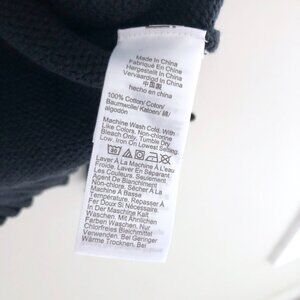 Made In China
Fabriqué En Chine
Hergestellt In China
Vervaardigd In China
中国製
hecho en china
100% Cotton/ Coton/
Baumwolle/ Katoen/ 綿/
algodón
Machine Wash Cold. With
Like Colors. Non-chlorine
Bleach Only. Tumble Dry
Low. Iron On Lowest Setting.
Laver À La Machine À L'eau
Froide. Laver En Séparant
Les Couleurs. Seulement
Agent De Blanchiment
Non-chlore. Sécher À La
Machine À Basse
Température. Repasser À
Fer Doux Si Nécessaire.
In Der Maschine Kalt
Waschen. Mit Ähnlichen
Farben Waschen. Nur
Chlorfreies Bleichmittel
Verwenden. Bei Geringer
Wärme Trocknen. Bei